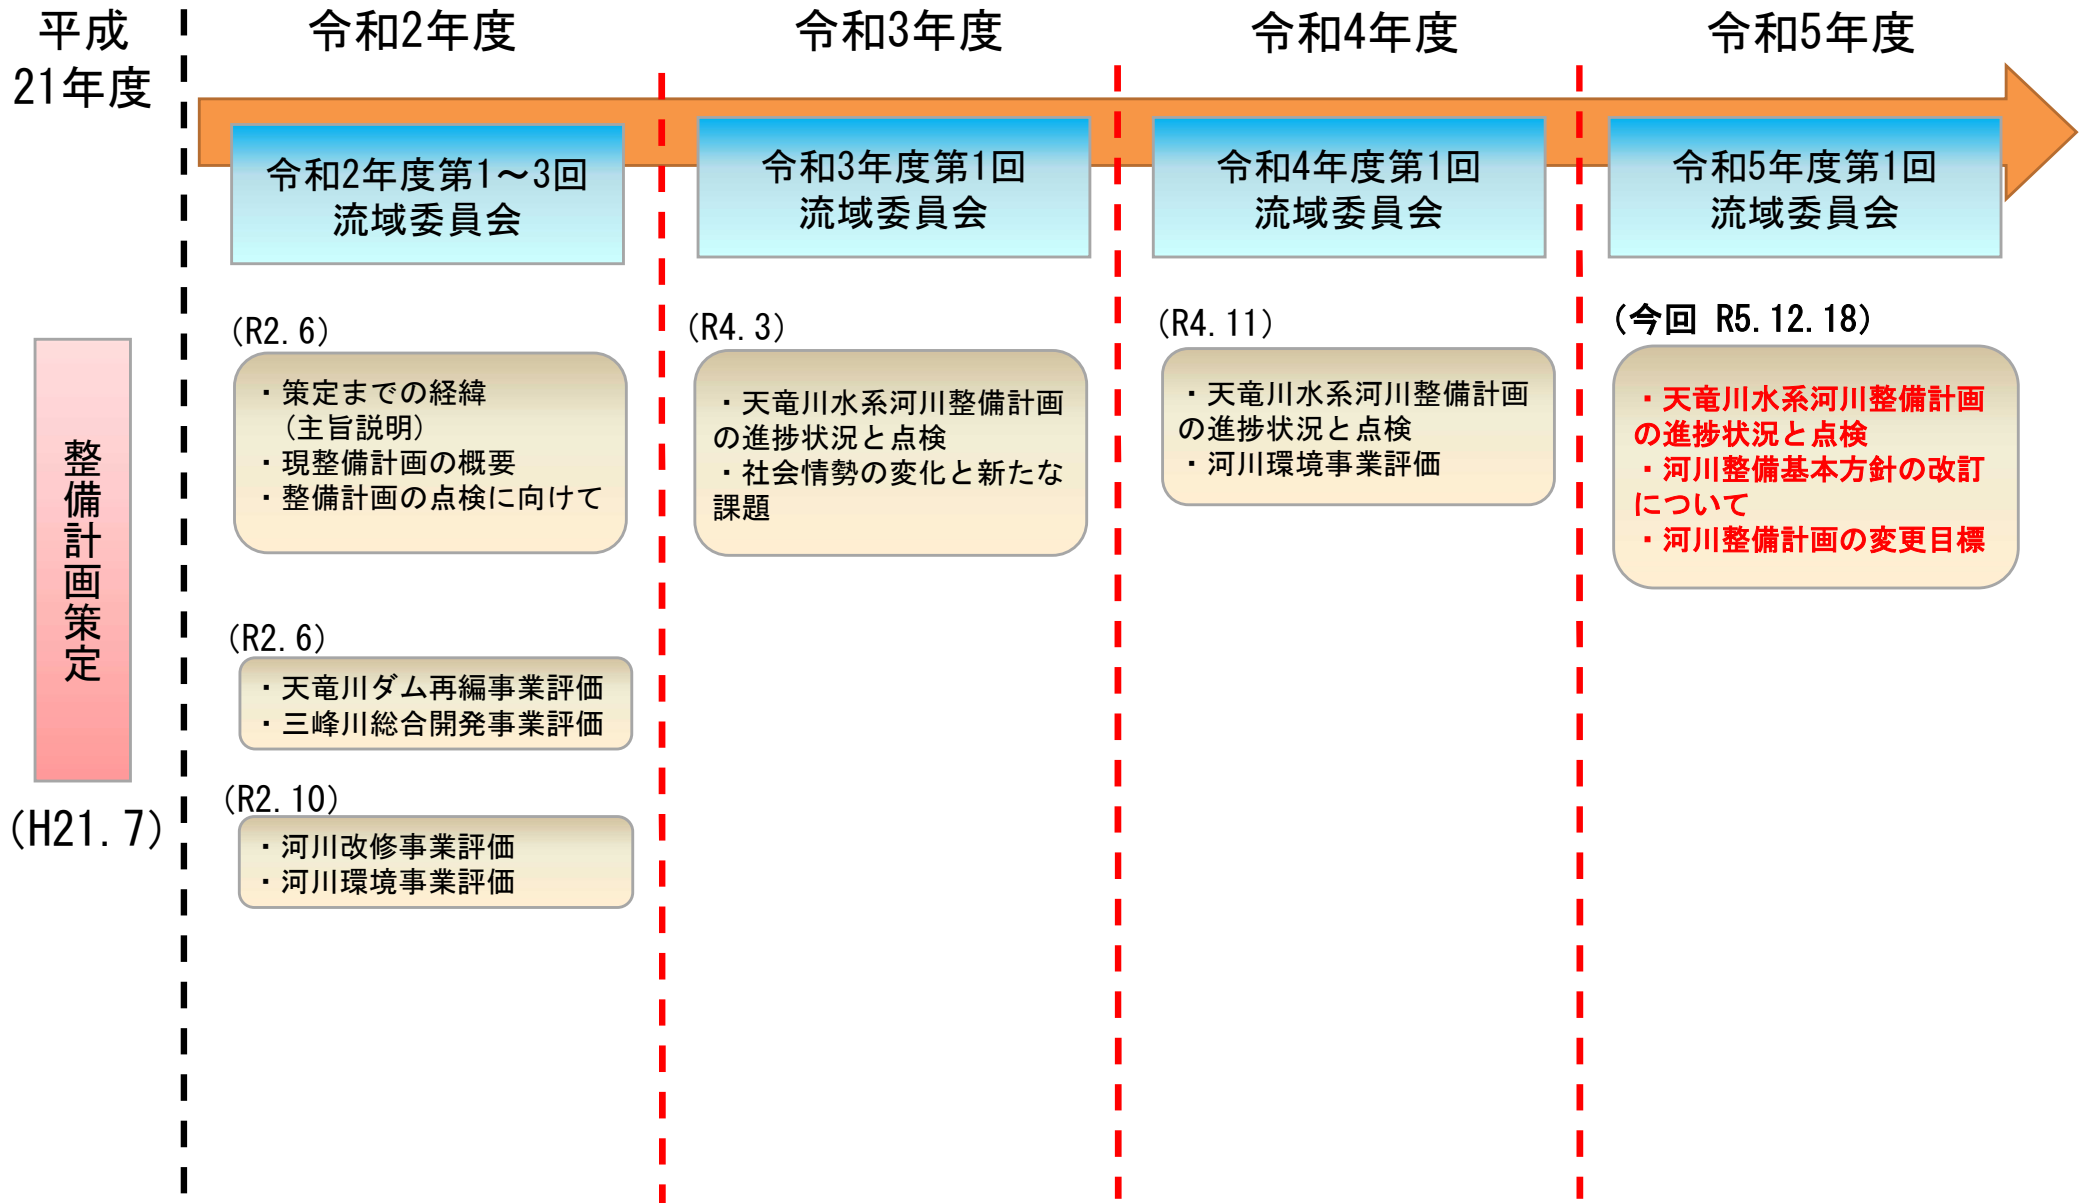 平成
21年度
整備計画策定
(H21.7)
令和2年度
令和2年度第1～3回
流域委員会
(R2.6)
・策定までの経緯
（主旨説明）
・現整備計画の概要
・整備計画の点検に向けて
(R2.6)
・天竜川ダム再編事業評価
・三峰川総合開発事業評価
(R2.10)
・河川改修事業評価
・河川環境事業評価
令和3年度
令和3年度第1回
流域委員会
(R4.3)
・天竜川水系河川整備計画
の進捗状況と点検
・社会情勢の変化と新たな
課題
令和4年度
令和4年度第1回
流域委員会
(R4.11)
・天竜川水系河川整備計画
の進捗状況と点検
・河川環境事業評価
令和5年度
令和5年度第1回
流域委員会
(今回 R5.12.18)
・天竜川水系河川整備計画
の進捗状況と点検
・河川整備基本方針の改訂
について
・河川整備計画の変更目標